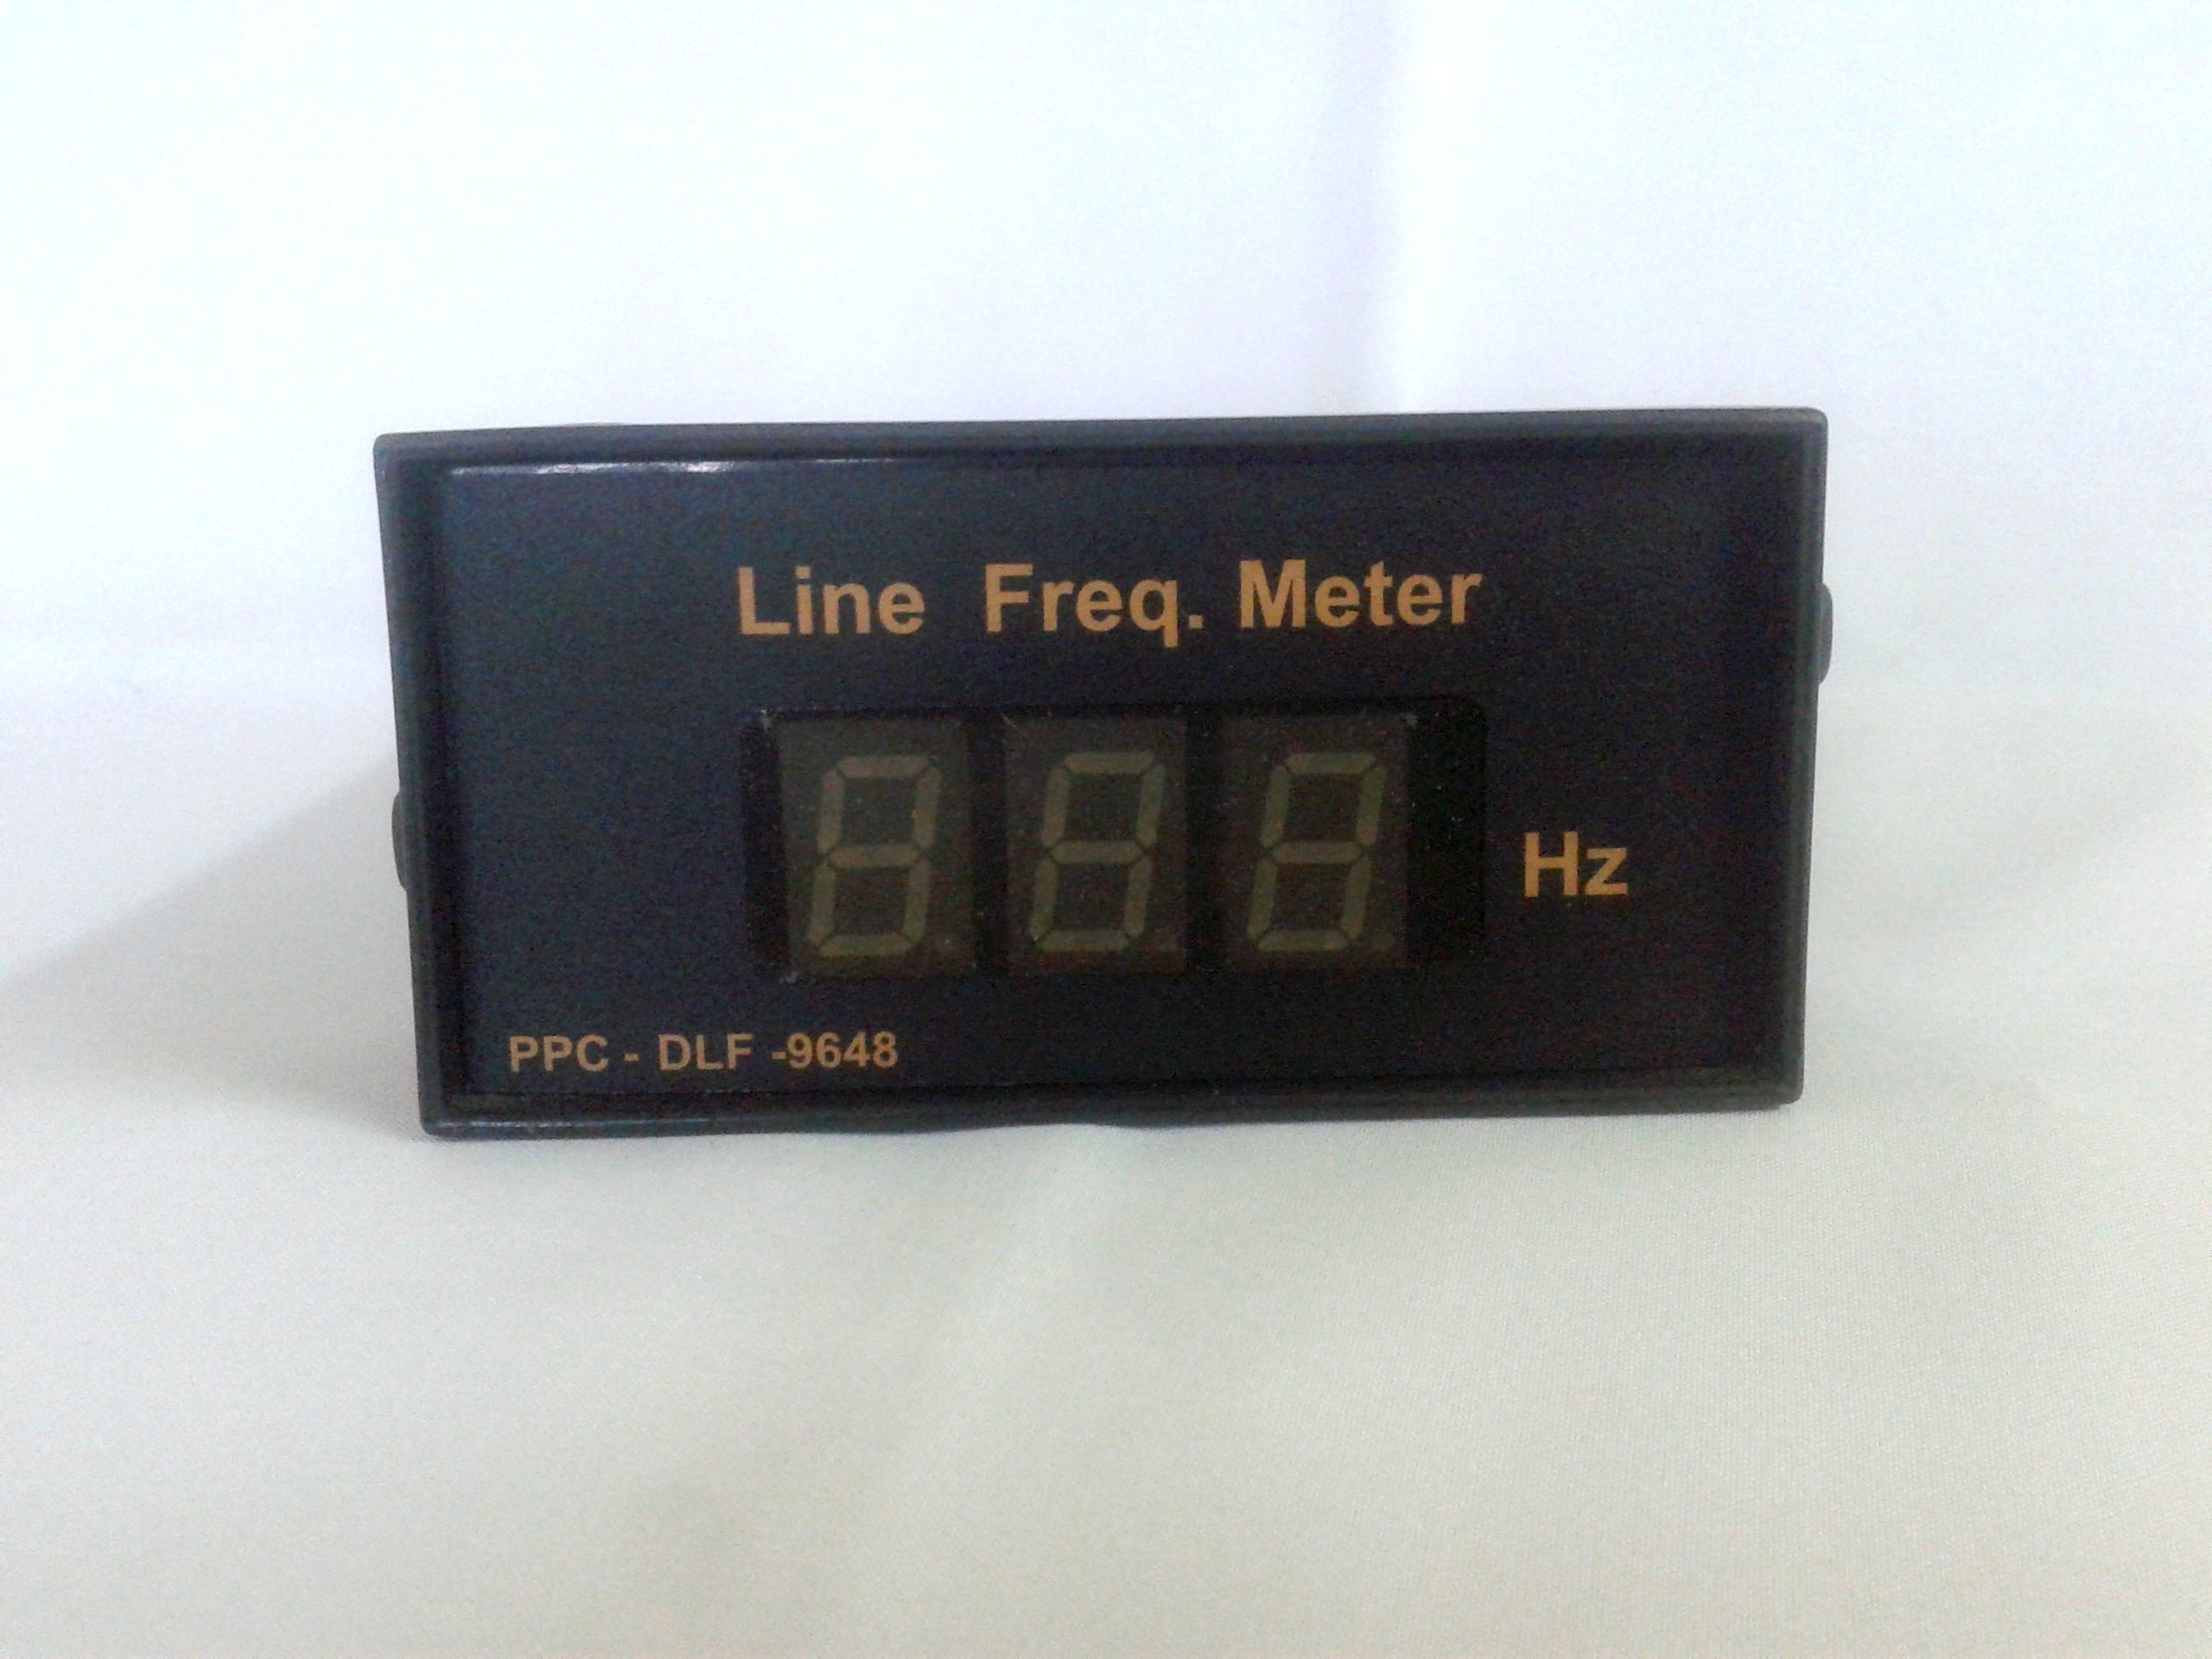 Line Freq. Meter
Hz
PPC - DLF -9648